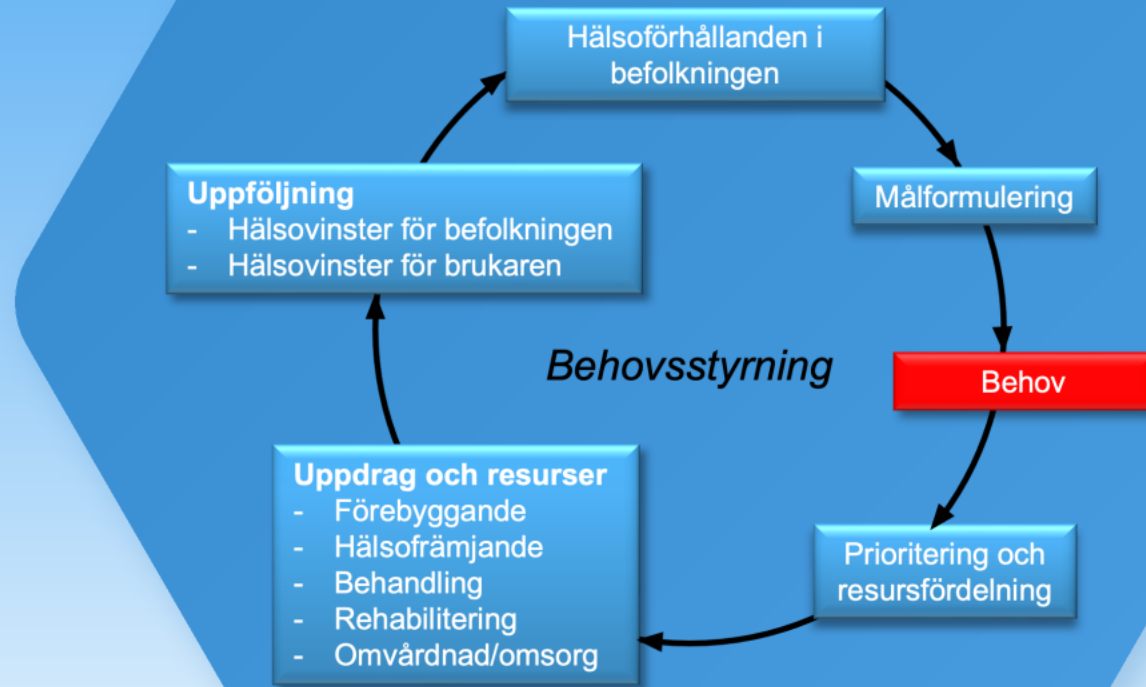 Hälsoförhållanden i
befolkningen
Målformulering
Behov
Prioritering och
resursfördelning
Uppdrag och resurser
- Förebyggande
- Hälsofrämjande
- Behandling
- Rehabilitering
- Omvårdnad/omsorg
Uppföljning
- Hälsovinster för befolkningen
- Hälsovinster för brukaren
Behovsstyrning